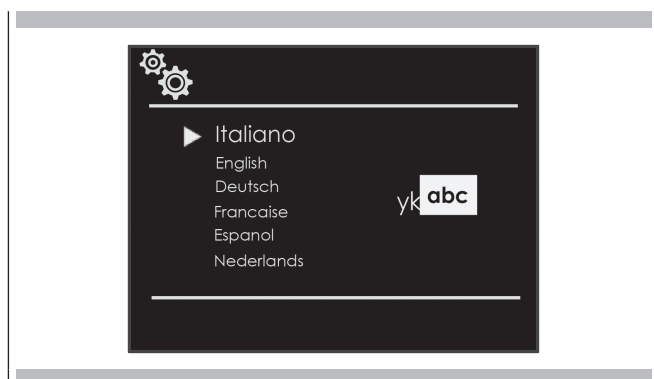 Italiano
English
Deutsch
Francaise
Espanol
Nederlands
yk abc